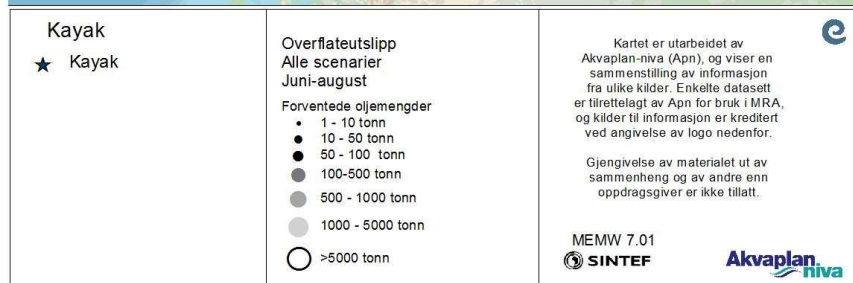 Kayak
Kayak
Overflateutslipp
Alle scenarier
Juni-august
Forventede oljemengder
1 - 10 tonn
10 - 50 tonn
50 - 100 tonn
100-500 tonn
500 - 1000 tonn
1000 - 5000 tonn
>5000 tonn
Kartet er utarbeidet av
Akvaplan-niva (Apn), og viser en
sammenstilling av informasjon
fra ulike kilder. Enkelte datasett
er tilrettelagt av Apn for bruk i MRA,
og kilder til informasjon er kreditert
ved angivelse av logo nedenfor.
Gjengivelse av materialet ut av
sammenheng og av andre enn
oppdragsgiver er ikke tillatt.
MEMW 7.01
SINTEF
Akvaplan
niva